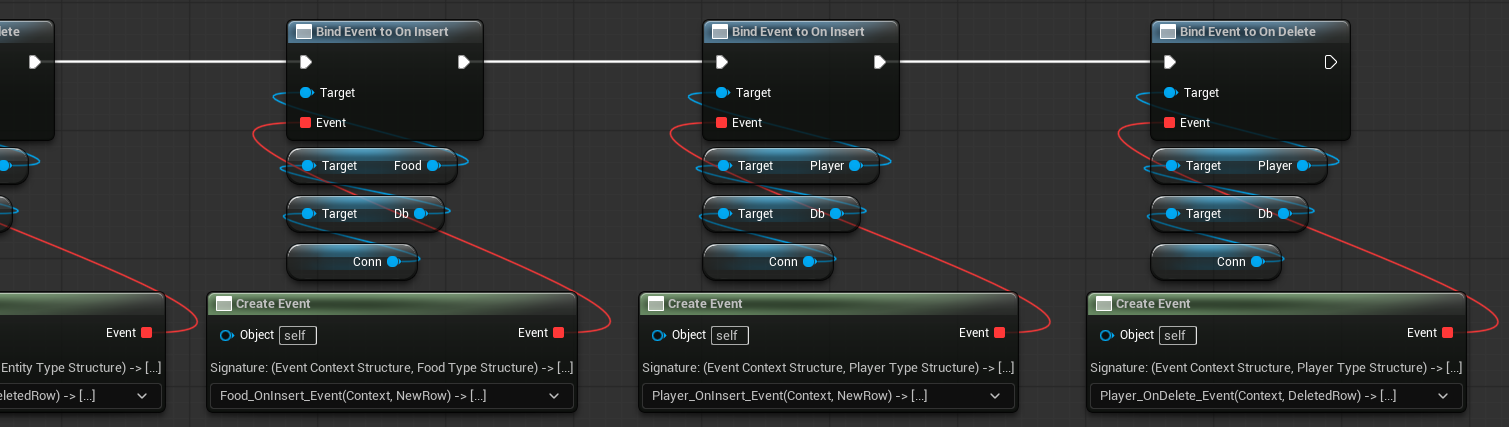 lete
Event
Entity Type Structure) -> [...]
eletedRow) -> [...]
Bind Event to On Insert
Target
Event
Target Food
Target Db
Conn
Create Event
Object self Event
Signature: (Event Context Structure, Food Type Structure) -> [...]
Food_OnInsert_Event(Context, NewRow) -> [...]
Bind Event to On Insert
Target
Event
Target Player
Target Db
Conn
Create Event
Object self Event
Signature: (Event Context Structure, Player Type Structure) -> [...]
Player_OnInsert_Event(Context, NewRow) -> [...]
Bind Event to On Delete
Target
Event
Target Player
Target Db
Conn
Create Event
Object self Event
Signature: (Event Context Structure, Player Type Structure) -> [...]
Player_OnDelete_Event(Context, DeletedRow) -> [...]